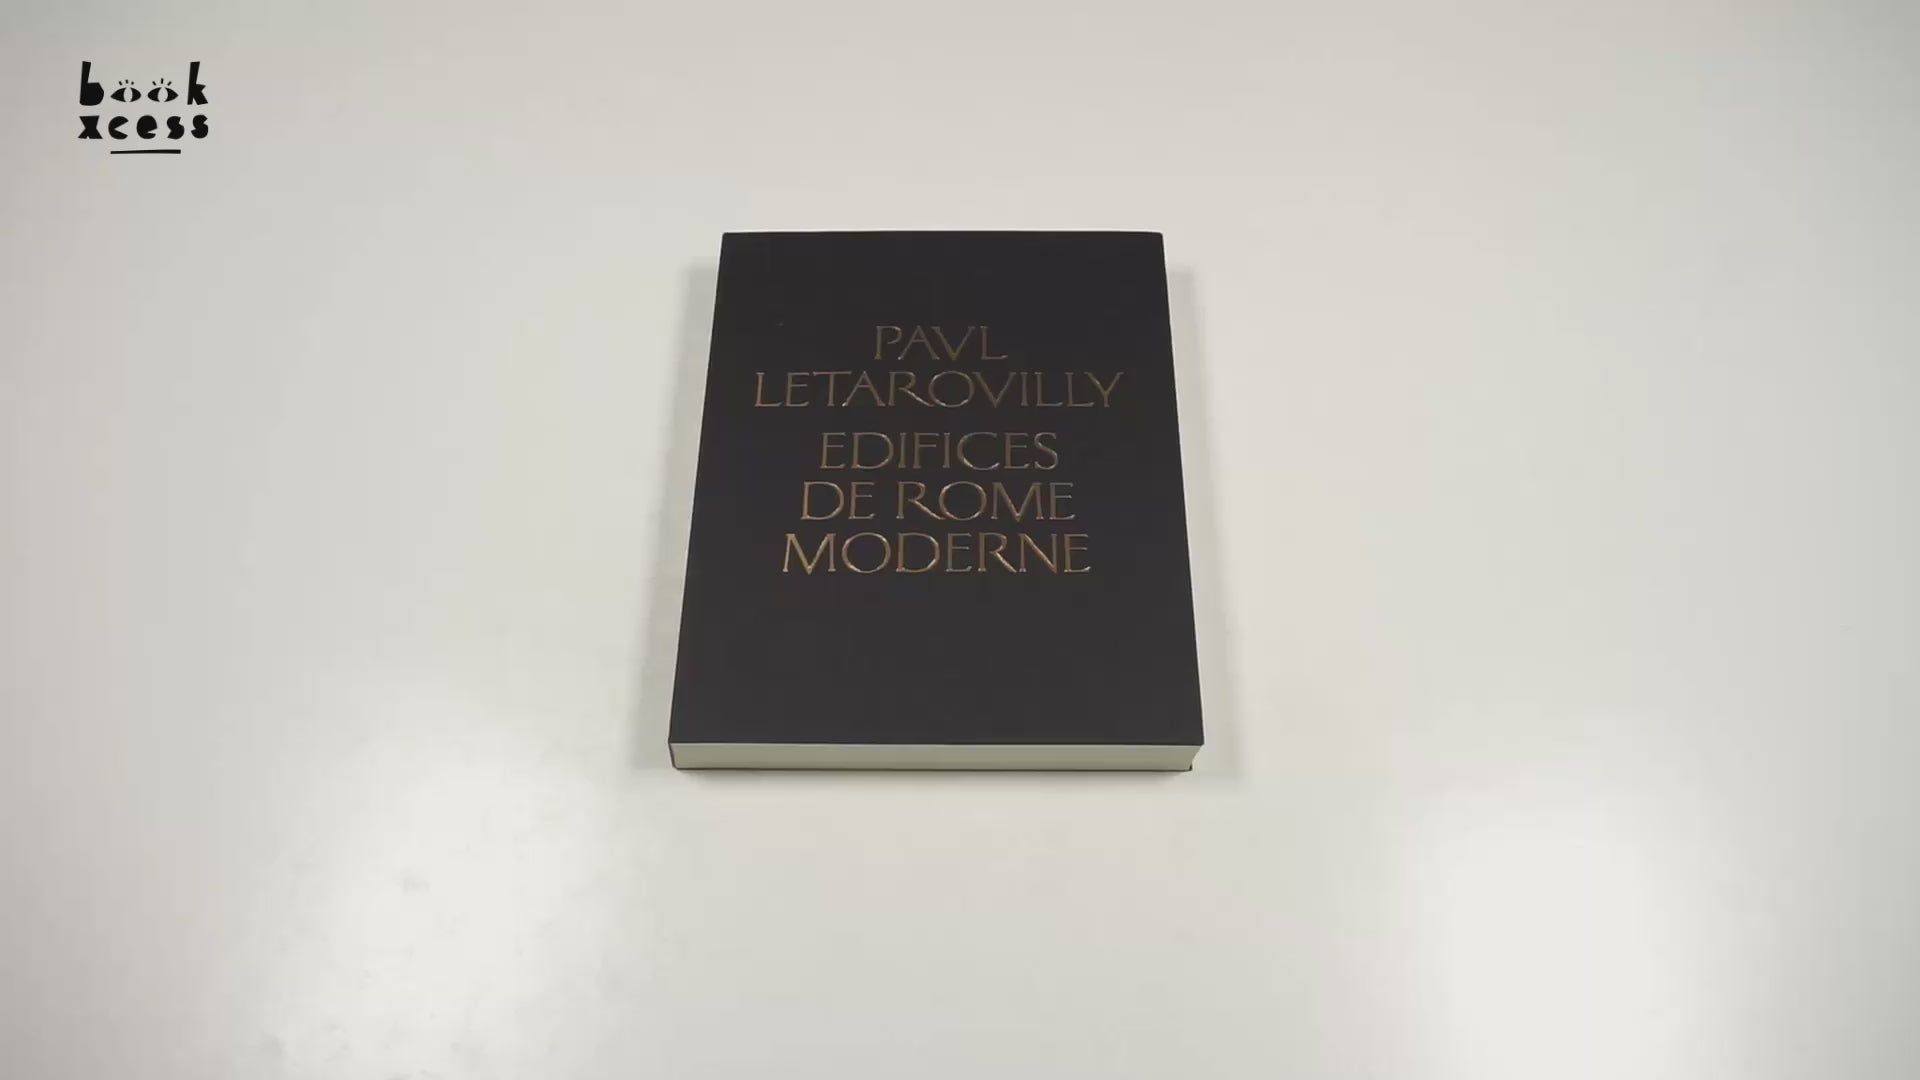 book
xcess
PAVL
LETAROVILLY
EDIFICES
DE ROME
MODERNE